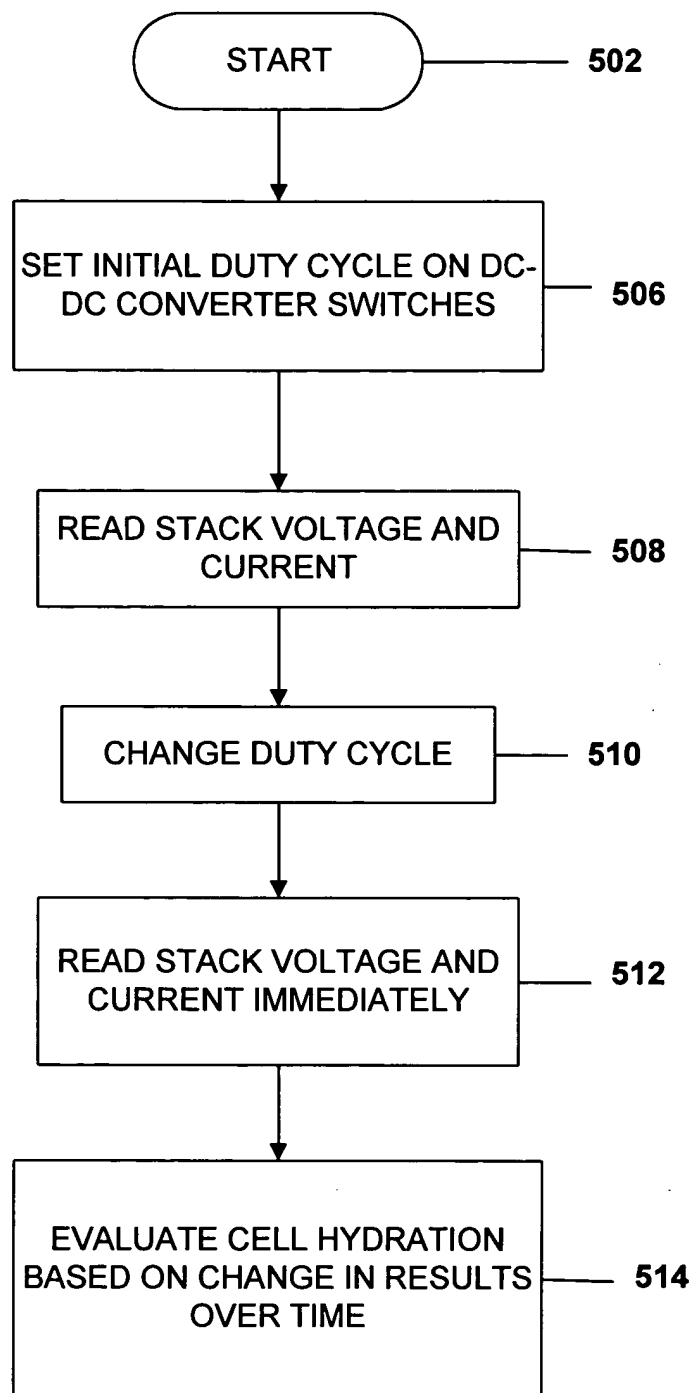 START
502
SET INITIAL DUTY CYCLE ON DC-
DC CONVERTER SWITCHES
506
READ STACK VOLTAGE AND
CURRENT
508
CHANGE DUTY CYCLE
510
READ STACK VOLTAGE AND
CURRENT IMMEDIATELY
512
EVALUATE CELL HYDRATION
BASED ON CHANGE IN RESULTS
OVER TIME
514